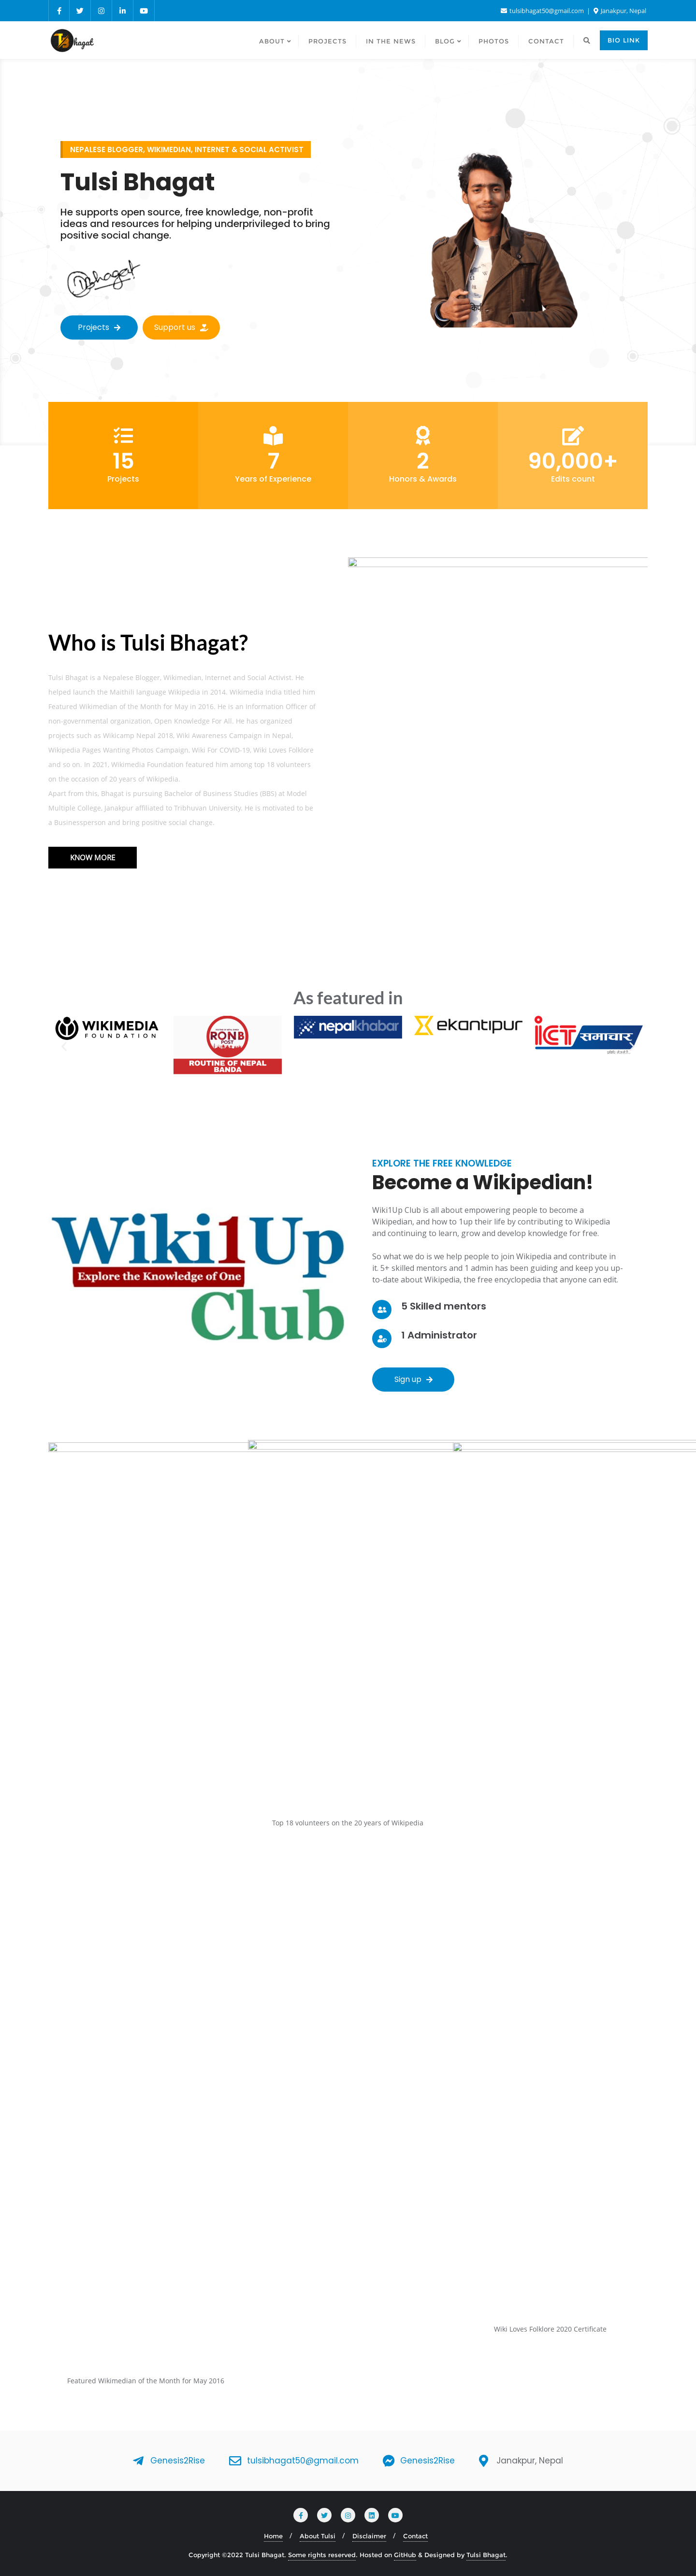 tulsibhagat50@gmail.com | Janakpur, Nepal
Bhagat
ABOUT
PROJECTS
IN THE NEWS
BLOG
PHOTOS
CONTACT
BIO LINK
NEPALESE BLOGGER, WIKIMEDIAN, INTERNET & SOCIAL ACTIVIST
Tulsi Bhagat
He supports open source, free knowledge, non-profit
ideas and resources for helping underprivileged to bring
positive social change.
Bhagat
Projects
Support us
15
Projects
7
Years of Experience
2
Honors & Awards
90,000+
Edits count
Who is Tulsi Bhagat?
Tulsi Bhagat is a Nepalese Blogger, Wikimedian, Internet and Social Activist. He
helped launch the Maithili language Wikipedia in 2014. Wikimedia India titled him
Featured Wikimedian of the Month for May in 2016. He is an Information Officer of
non-governmental organization, Open Knowledge For All. He has organized
projects such as Wikicamp Nepal 2018, Wiki Awareness Campaign in Nepal,
Wikipedia Pages Wanting Photos Campaign, Wiki For COVID-19, Wiki Loves Folklore
and so on. In 2021, Wikimedia Foundation featured him among top 18 volunteers
on the occasion of 20 years of Wikipedia.
Apart from this, Bhagat is pursuing Bachelor of Business Studies (BBS) at Model
Multiple College, Janakpur affiliated to Tribhuvan University. He is motivated to be
a Businessperson and bring positive social change.
KNOW MORE
As featured in
WIKIMEDIA
FOUNDATION
RONB
POST
ROUTINE OF NEPAL
BANDA
nepalkhabar
ekantipur
ICT समाचार
EXPLORE THE FREE KNOWLEDGE
Become a Wikipedian!
Wiki1Up Club is all about empowering people to become a
Wikipedian, and how to 1up their life by contributing to Wikipedia
and continuing to learn, grow and develop knowledge for free.
So what we do is we help people to join Wikipedia and contribute in
it. 5+ skilled mentors and 1 admin has been guiding and keep you up-
to-date about Wikipedia, the free encyclopedia that anyone can edit.
Wiki1Up
Explore the Knowledge of One
Club
5 Skilled mentors
1 Administrator
Sign up
Top 18 volunteers on the 20 years of Wikipedia
Wiki Loves Folklore 2020 Certificate
Featured Wikimedian of the Month for May 2016
Genesis2Rise
tulsibhagat50@gmail.com
Genesis2Rise
Janakpur, Nepal
Home / About Tulsi / Disclaimer / Contact
Copyright ©2022 Tulsi Bhagat. Some rights reserved. Hosted on GitHub & Designed by Tulsi Bhagat.